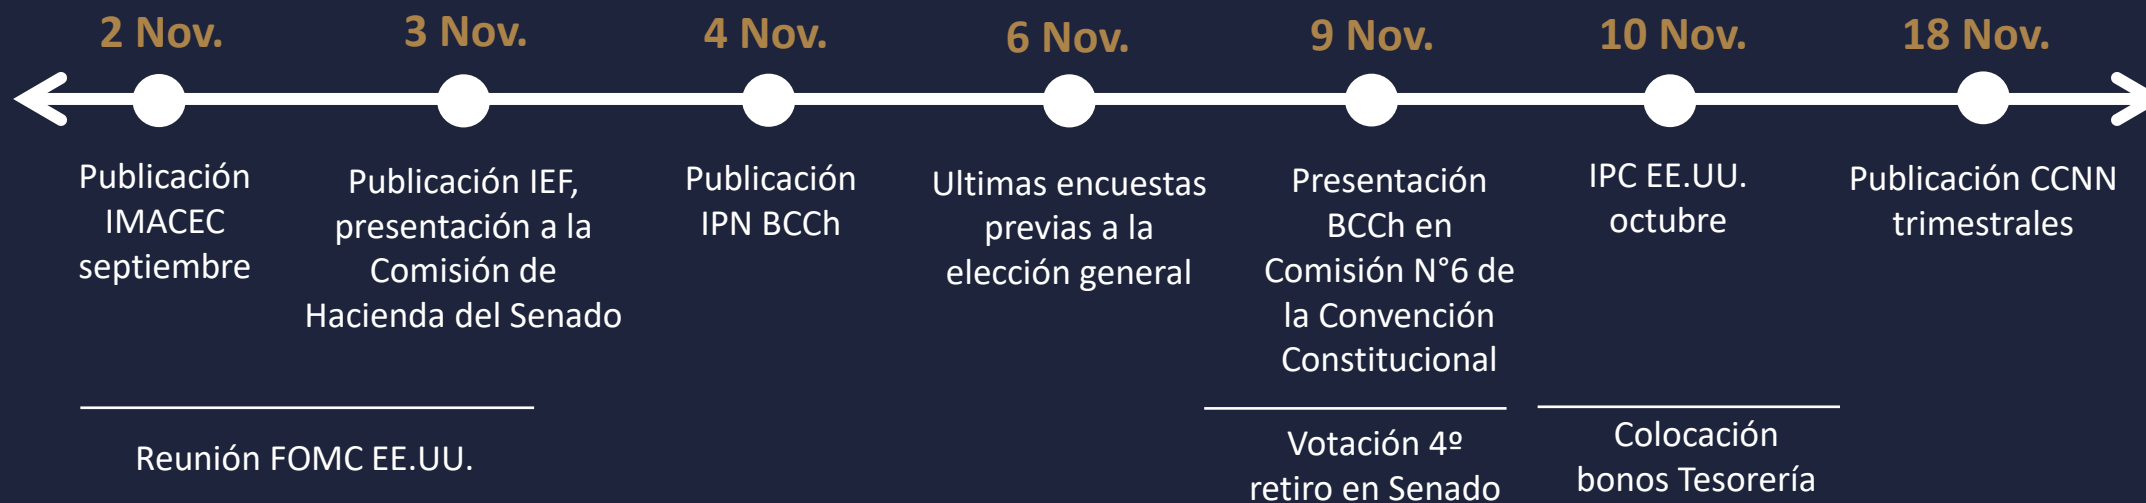 2 Nov.
Publicación
IMACEC
septiembre
3 Nov.
Publicación IEF,
presentación a la
Comisión de
Hacienda del Senado
Reunión FOMC EE.UU.
4 Nov.
Publicación
IPN BCCh
6 Nov.
Ultimas encuestas
previas a la
elección general
9 Nov.
Presentación
BCCh en
Comisión N°6 de
la Convención
Constitucional
Votación 4º
retiro en Senado
10 Nov.
IPC EE.UU.
octubre
Colocación
bonos Tesorería
18 Nov.
Publicación CCNN
trimestrales